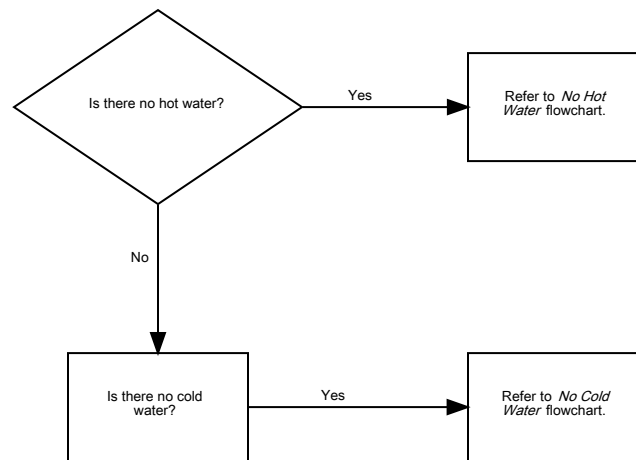 Is there no hot water?
Yes
Refer to No Hot
Water flowchart.
No
Is there no cold
water?
Yes
Refer to No Cold
Water flowchart.